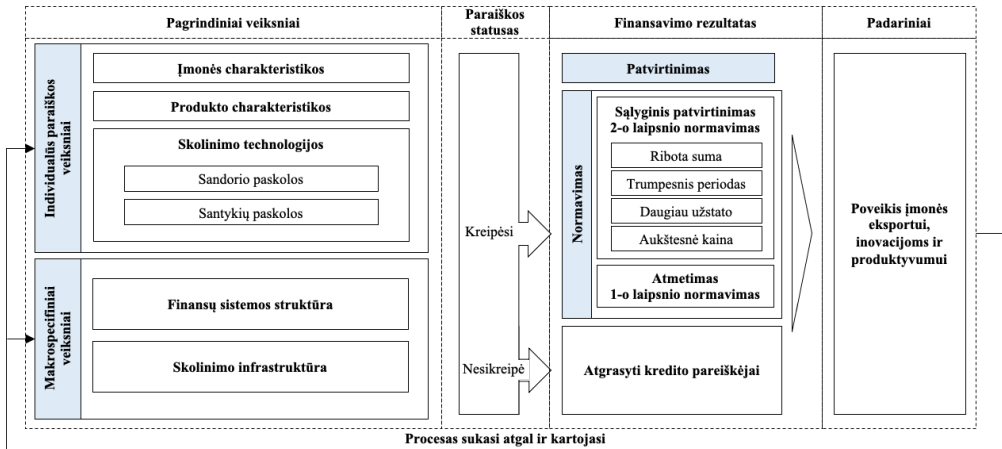 Pagrindiniai veiksniai
Paraiškos
statusas
Finansavimo rezultatas
Padariniai
Individualūs paraiškos
veiksniai
Įmonės charakteristikos
Produkto charakteristikos
Skolinimo technologijos
Sandorio paskolos
Santykių paskolos
Makrospecifiniai
veiksniai
Finansų sistemos struktūra
Skolinimo infrastruktūra
Kreipėsi
Nesikreipė
Patvirtinimas
Normavimas
Sąlyginis patvirtinimas
2-o laipsnio normavimas
Ribota suma
Trumpesnis periodas
Daugiau užstato
Aukštesnė kaina
Atmetimas
1-o laipsnio normavimas
Atgrasyti kredito pareiškėjai
Poveikis įmonės
eksportui,
inovacijoms ir
produktyvumui
Procesas sukasi atgal ir kartojasi